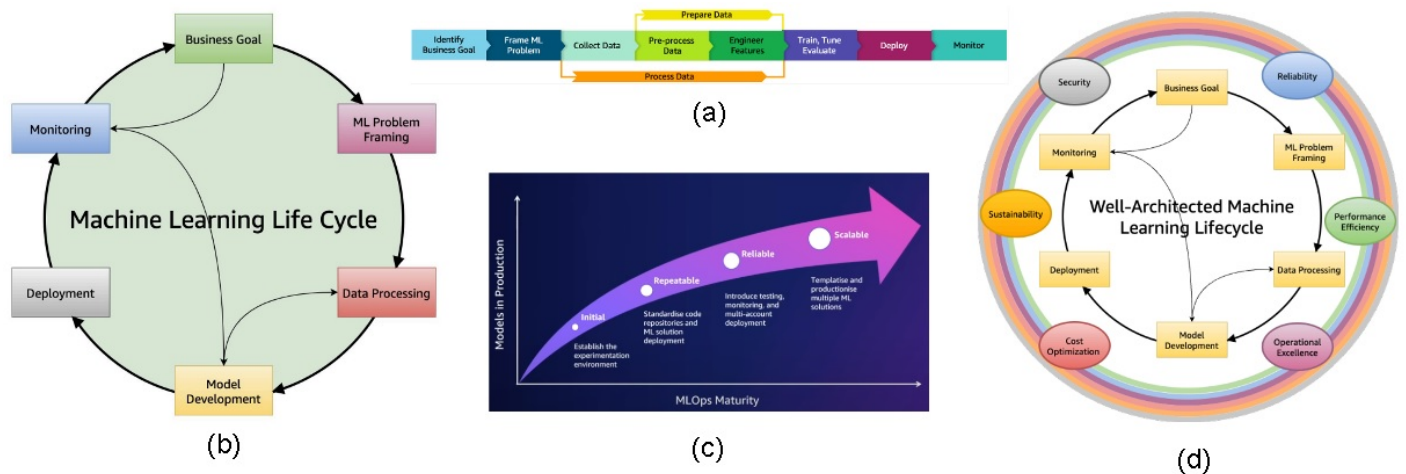 Prepare Data
Identify
Business Goal
Frame ML
Problem
Collect Data
Pre-process
Data
Engineer
Features
Train, Tune
Evaluate
Deploy
Monitor
Process Data
(a)
Business Goal
Monitoring
ML Problem
Framing
Machine Learning Life Cycle
Deployment
Data Processing
Model
Development
(b)
Models in Production
Initial
Establish the
experimentation
environment
Repeatable
Standardise code
repositories and
ML solution
deployment
Reliable
Introduce testing,
monitoring, and
multi-account
deployment
Scalable
Templatise and
productionise
multiple ML
solutions
MLOps Maturity
(c)
Security
Reliability
Business Goal
Monitoring
ML Problem
Framing
Sustainability
Well-Architected Machine
Learning Lifecycle
Performance
Efficiency
Deployment
Data Processing
Cost
Optimization
Model
Development
Operational
Excellence
(d)